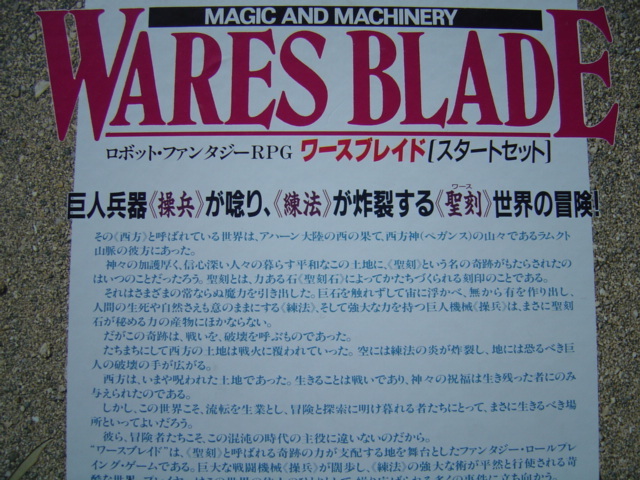 MAGIC AND MACHINERY
WARES BLADE
ロボット・ファンタジーRPG ワースブレイド[スタートセット]
ワース
巨人兵器《操兵》が唸り、《練法》が炸裂する《聖刻》世界の冒険!
その《西方》と呼ばれている世界は、アハーン大陸の西の果て、西方神(ペガンス)の山々であるラムクト
山脈の彼方にあった。
神々の加護厚く、信心深い人々の暮らす平和なこの土地に、《聖刻》という名の奇跡がもたらされたの
はいつのことだったろう。聖刻とは、力ある石《聖刻石》によってかたちづくられる刻印のことである。
それはさまざまの常ならぬ魔力を引き出した。巨石を触れずして宙に浮かべ、無から有を作り出し、
人間の生死や自然さえも意のままにする《練法》、そして強大な力を持つ巨人機械《操兵》は、まさに聖刻
石が秘める力の産物にほかならない。
だがこの奇跡は、戦いを、破壊を呼ぶものであった。
たちまちにして西方の土地は戦火に覆われていった。空には練法の炎が炸裂し、地には恐るべき巨
人の破壊の手が広がる。
西方は、いまや呪われた土地であった。生きることは戦いであり、神々の祝福は生き残った者にのみ
与えられたのである。
しかし、この世界こそ、流転を生業とし、冒険と探索に明け暮れる者たちにとって、まさに生きるべき場
所といってよいだろう。
彼ら、冒険者たちこそ、この混沌の時代の主役に違いないのだから。
"ワースブレイド"は、《聖刻》と呼ばれる奇跡の力が支配する地を舞台としたファンタジー・ロールプレ
イング・ゲームである。巨大な戦闘機械《操兵》が闊歩し、《練法》の強大な術が平然と行使される